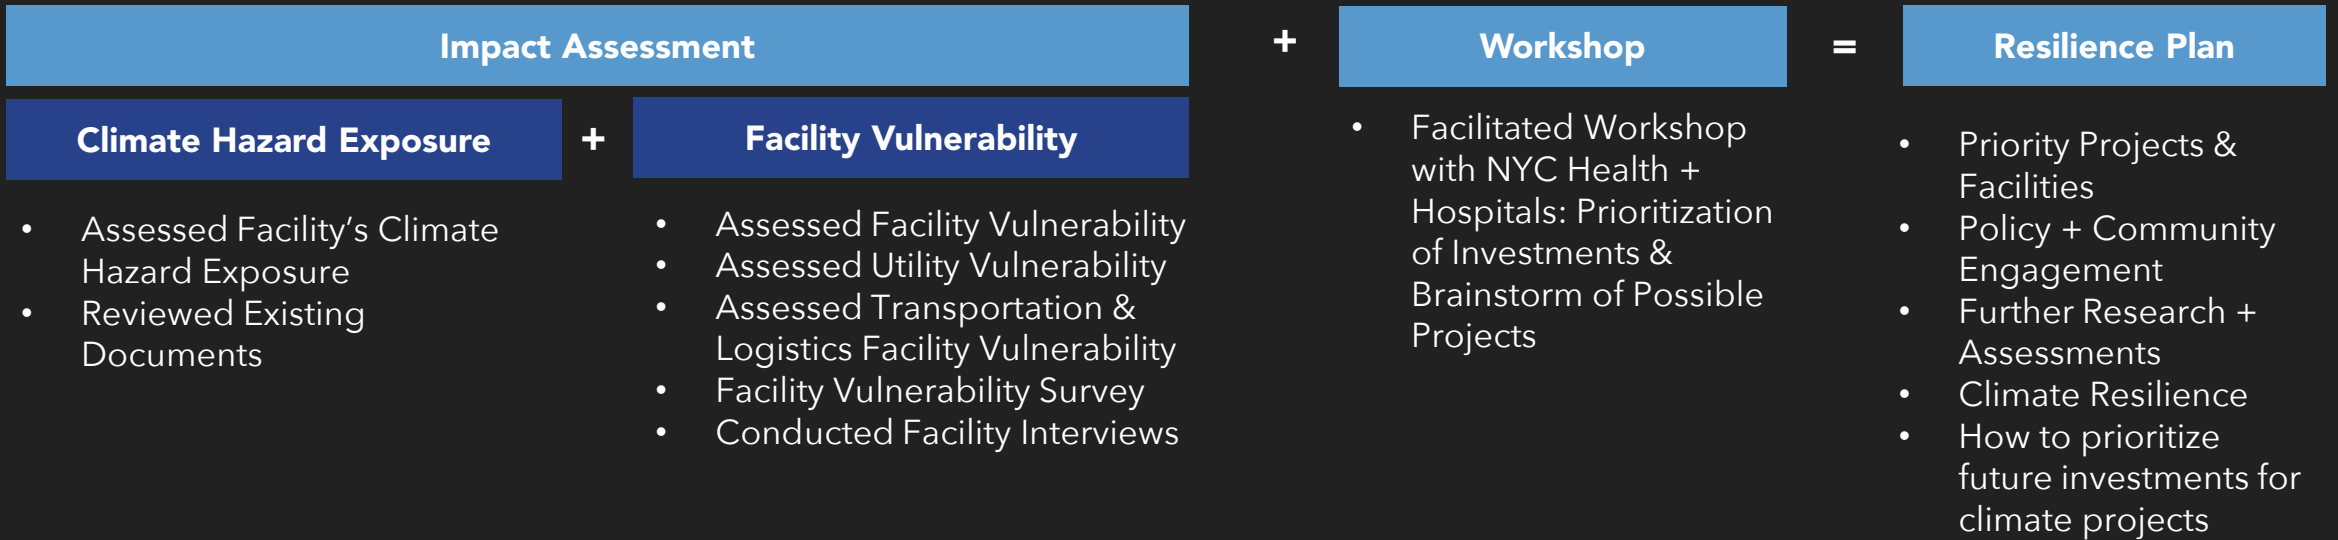 Impact Assessment
+
Workshop
=
Resilience Plan
Climate Hazard Exposure
+
Facility Vulnerability
• Assessed Facility’s Climate
Hazard Exposure
• Reviewed Existing
Documents
• Assessed Facility Vulnerability
• Assessed Utility Vulnerability
• Assessed Transportation &
Logistics Facility Vulnerability
• Facility Vulnerability Survey
• Conducted Facility Interviews
• Facilitated Workshop
with NYC Health +
Hospitals: Prioritization
of Investments &
Brainstorm of Possible
Projects
• Priority Projects &
Facilities
• Policy + Community
Engagement
• Further Research +
Assessments
• Climate Resilience
• How to prioritize
future investments for
climate projects